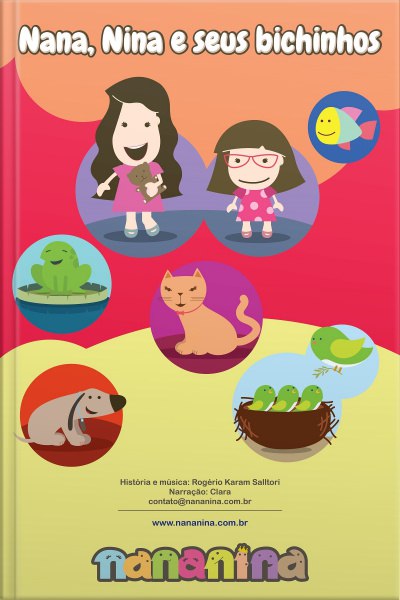 Nana, Nina e seus bichinhos
História e música: Rogério Karam Salltori
Narração: Clara
contato@nananina.com.br
www.nananina.com.br
nananina